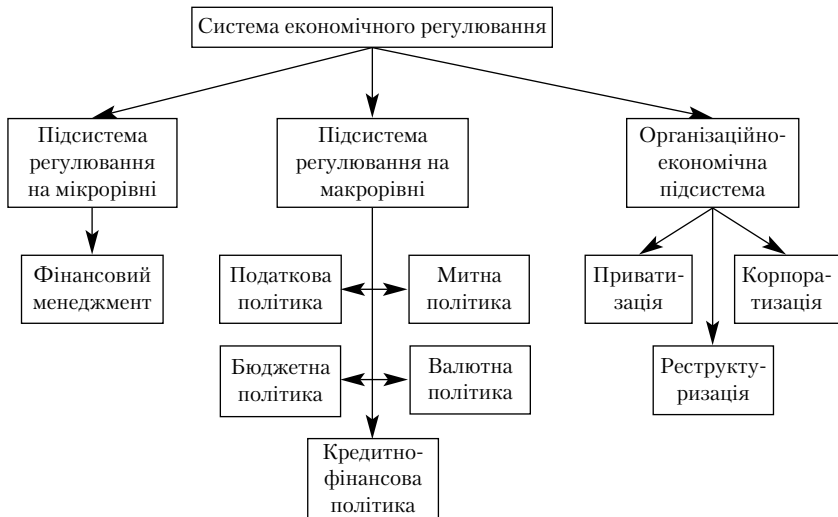 Система економічного регулювання
Підсистема
регулювання
на мікрорівні
Підсистема
регулювання на
макрорівні
Організаційно-
економічна
підсистема
Фінансовий
менеджмент
Податкова
політика
Митна
політика
Привати-
зація
Корпора-
тизація
Бюджетна
політика
Валютна
політика
Реструкту-
ризація
Кредитно-
фінансова
політика